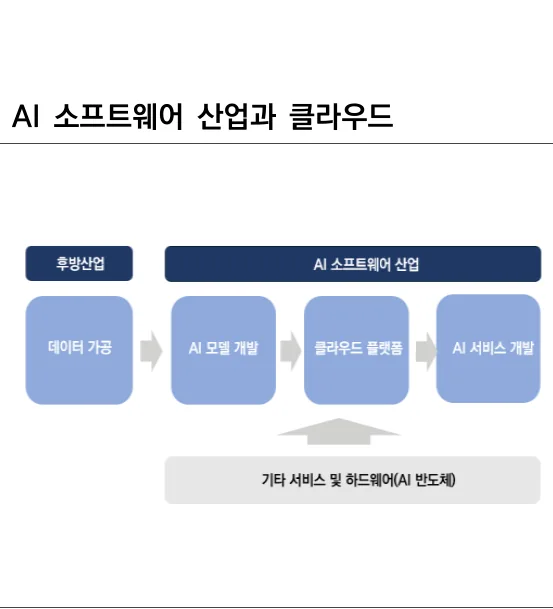 AI 소프트웨어 산업과 클라우드
후방산업
AI 소프트웨어 산업
데이터 가공
AI 모델 개발
클라우드 플랫폼
AI 서비스 개발
기타 서비스 및 하드웨어(AI 반도체)